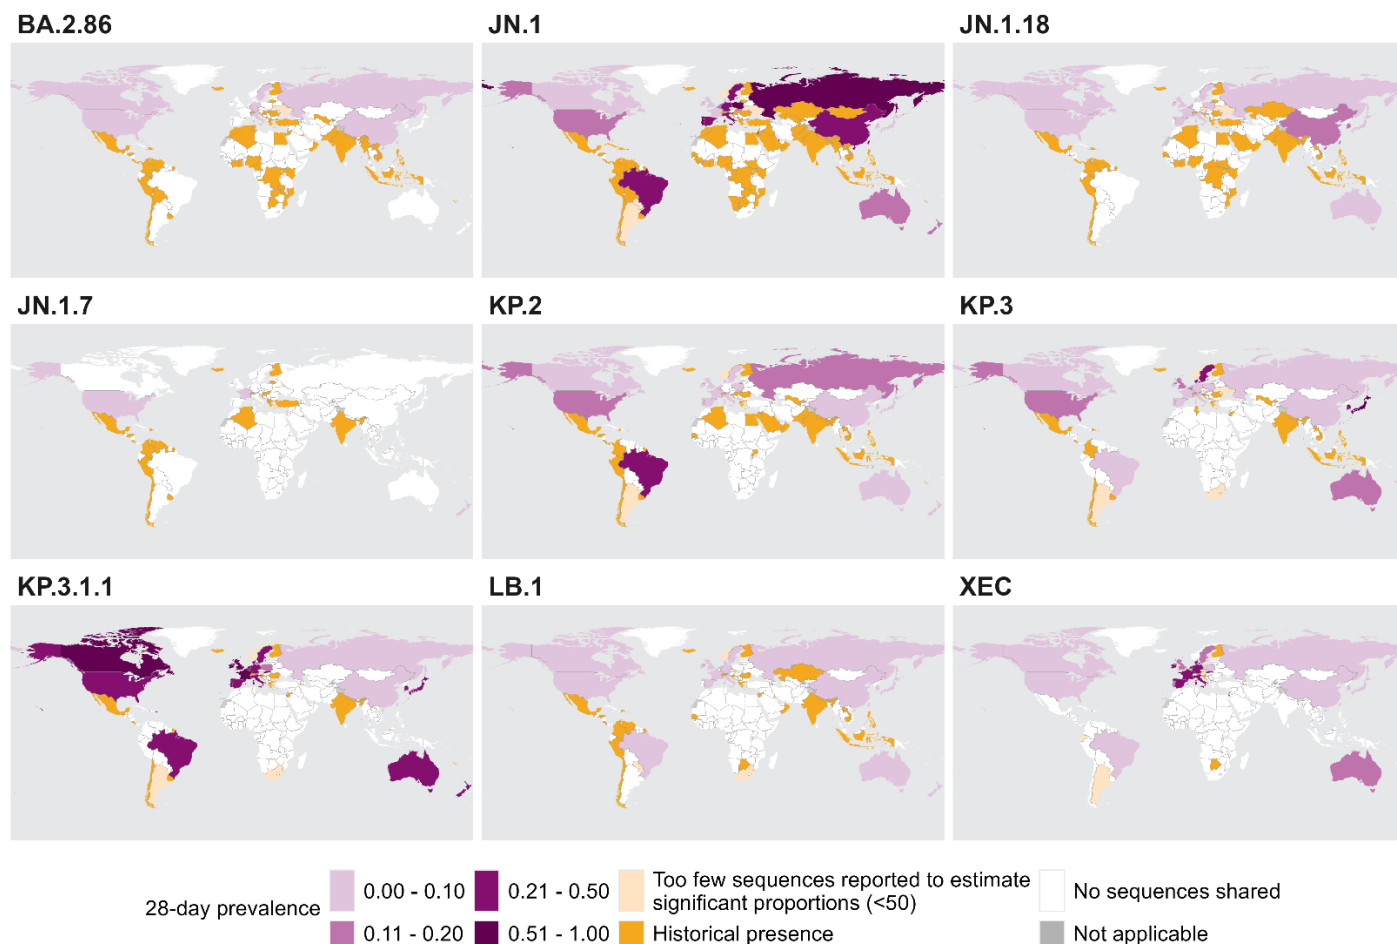 BA.2.86
JN.1
JN.1.18
JN.1.7
KP.2
KP.3
KP.3.1.1
LB.1
XEC
28-day prevalence
0.00 - 0.10
0.11 - 0.20
0.21 - 0.50
0.51 - 1.00
Too few sequences reported to estimate
significant proportions (<50)
Historical presence
No sequences shared
Not applicable